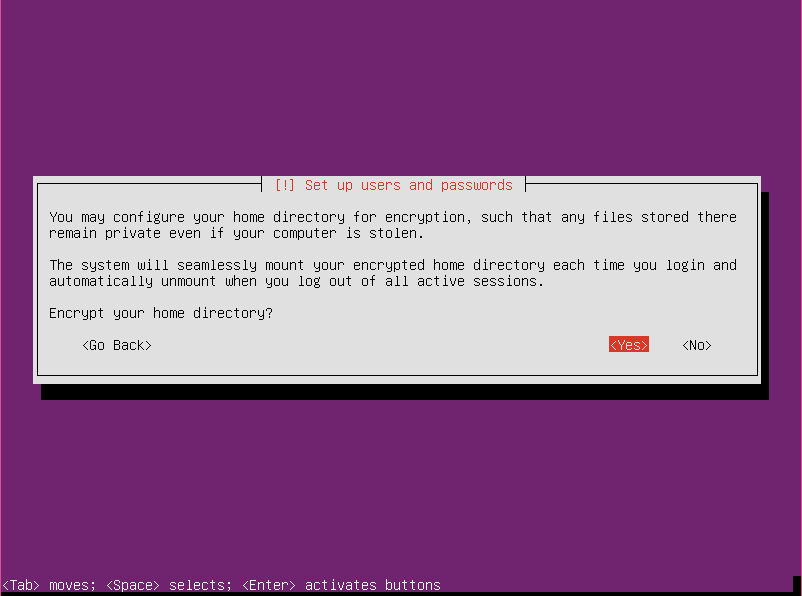 [!] Set up users and passwords
You may configure your home directory for encryption, such that any files stored there
remain private even if your computer is stolen.
The system will seamlessly mount your encrypted home directory each time you login and
automatically unmount when you log out of all active sessions.
Encrypt your home directory?
<Go Back> <Yes> <No>
<Tab> moves; <Space> selects; <Enter> activates buttons